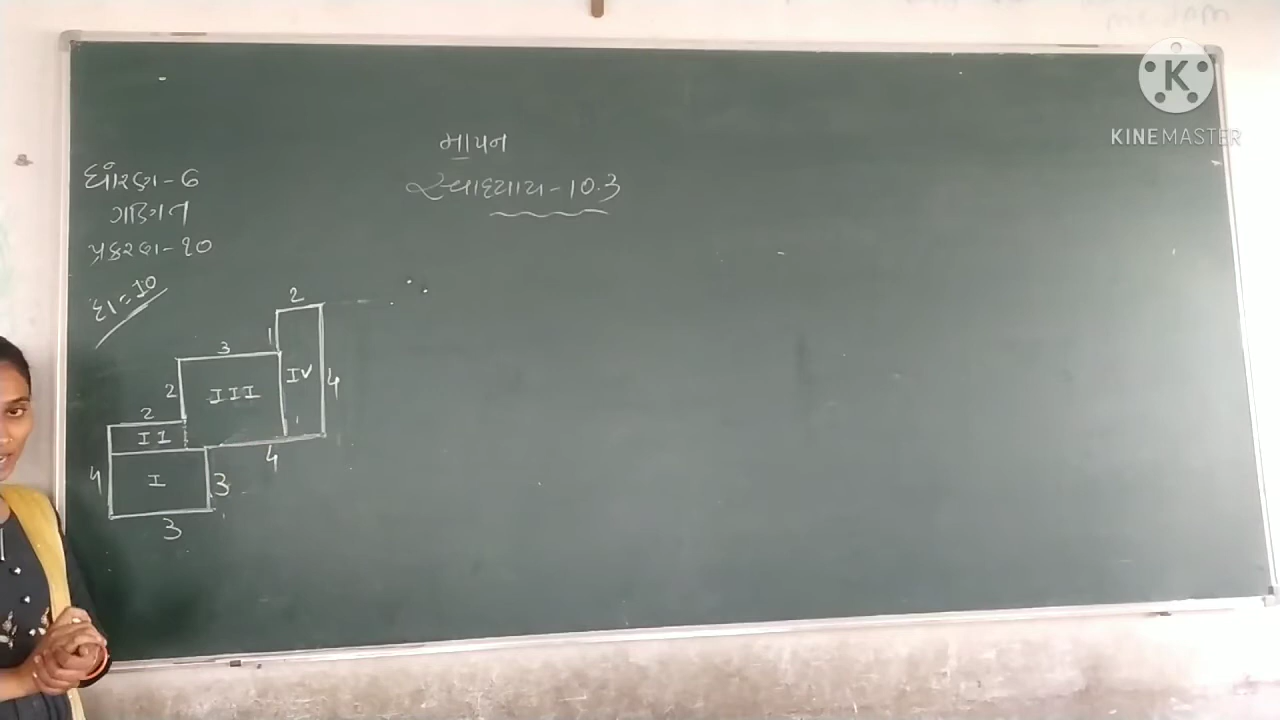 માપન
સ્વાધ્યાય-10.3
ધોરણ-6
ગણિત
પ્રકરણ-૧૦
દા=10
2
1
3
IV
4
2
III
2
II
4
4
I
3
3
KINEMASTER